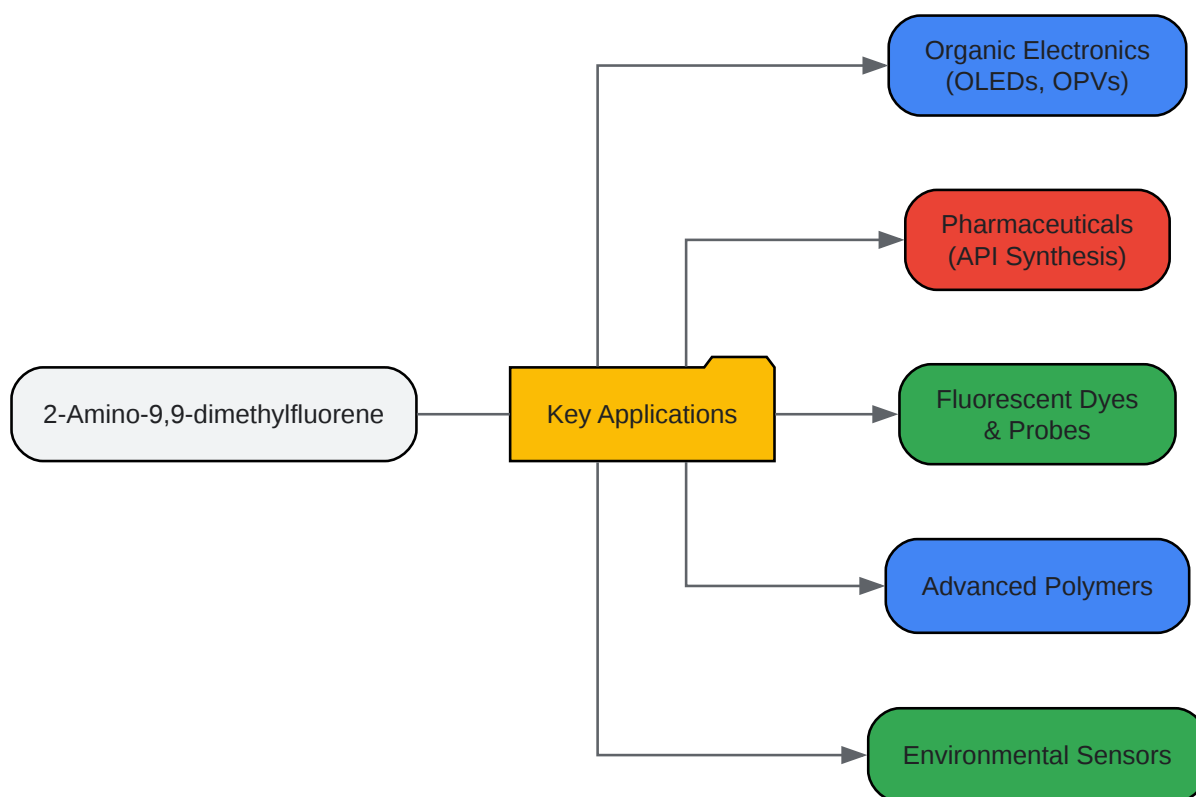 Organic Electronics
(OLEDs, OPVs)
Pharmaceuticals
(API Synthesis)
2-Amino-9,9-dimethylfluorene
Key Applications
Fluorescent Dyes
& Probes
Advanced Polymers
Environmental Sensors